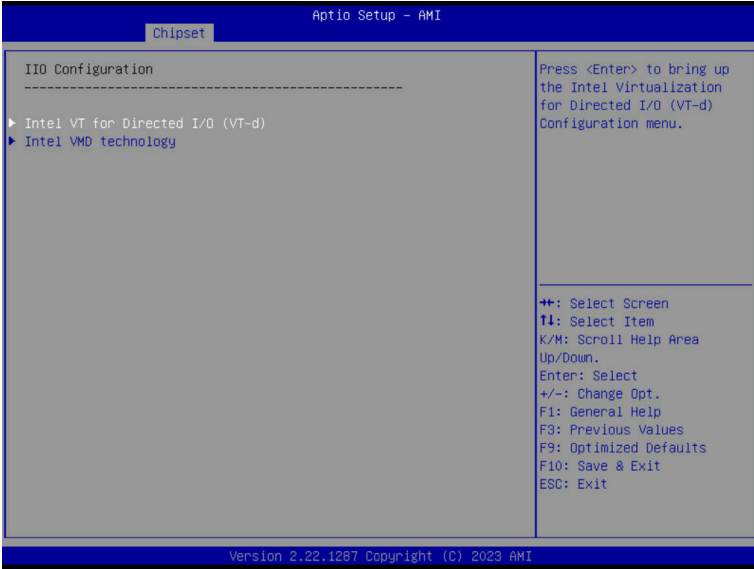 Aptio Setup – AMI
Chipset
IIO Configuration
--------------------------------------------------
Intel VT for Directed I/O (VT-d)
Intel VMD technology
Press <Enter> to bring up
the Intel Virtualization
for Directed I/O (VT-d)
Configuration menu.
→←: Select Screen
↑↓: Select Item
K/M: Scroll Help Area
Up/Down.
Enter: Select
+/-: Change Opt.
F1: General Help
F3: Previous Values
F9: Optimized Defaults
F10: Save & Exit
ESC: Exit
Version 2.22.1287 Copyright (C) 2023 AMI